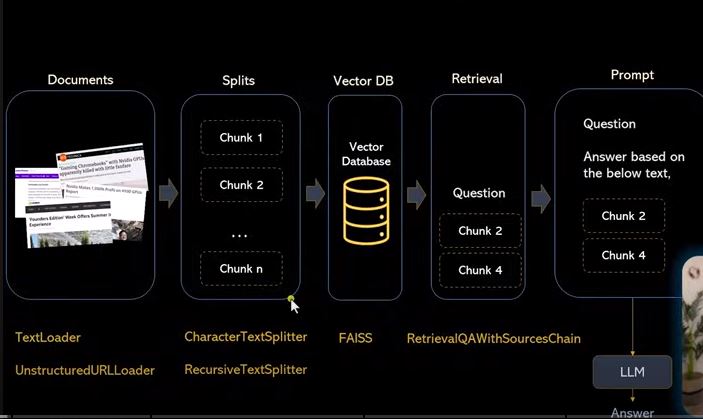 Documents
Splits
Vector DB
Retrieval
Prompt
"Gaming Chromebooks" with Nvidia GPUs
apparently killed with little fanfare
Nvidia Makes 1,000% Profit on H100 GPUs:
Report
'Founders Edition' Week Offers Summer
Experience
Chunk 1
Chunk 2
...
Chunk n
Vector
Database
Question
Chunk 2
Chunk 4
Question
Answer based on
the below text,
Chunk 2
Chunk 4
TextLoader
UnstructuredURLLoader
CharacterTextSplitter
RecursiveTextSplitter
FAISS
RetrievalQAWithSourcesChain
LLM
Answer